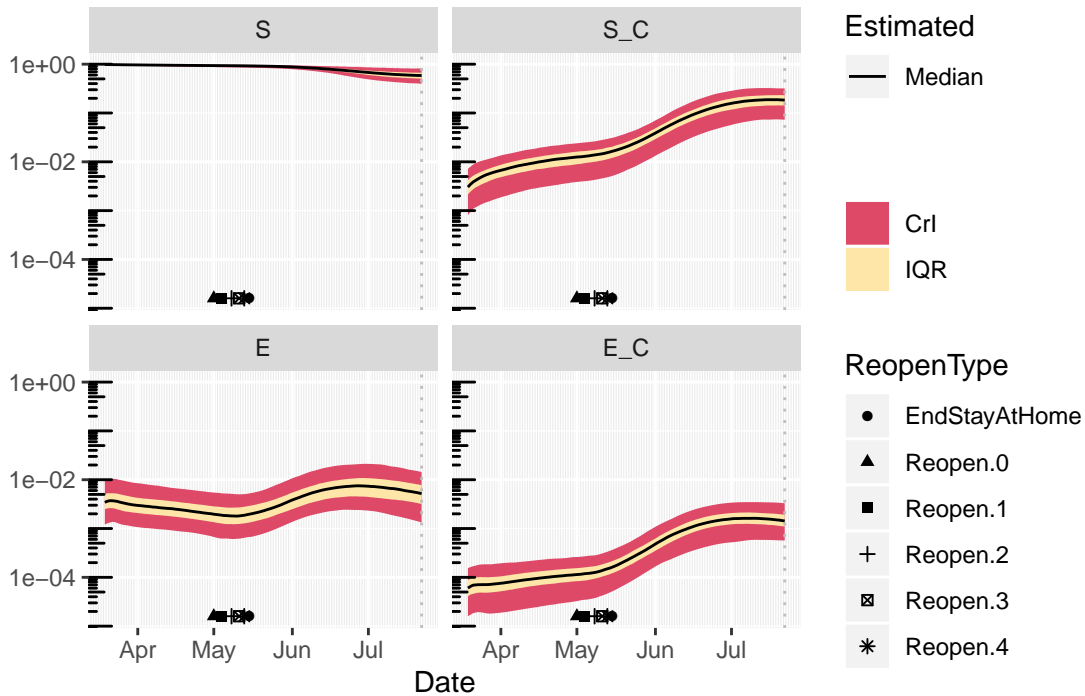 S
S_C
1e+00
1e−02
1e−04
E
E_C
1e+00
1e−02
1e−04
Apr
May
Jun
Jul
Apr
May
Jun
Jul
Date
Estimated
Median
CrI
IQR
ReopenType
EndStayAtHome
Reopen.0
Reopen.1
Reopen.2
Reopen.3
Reopen.4